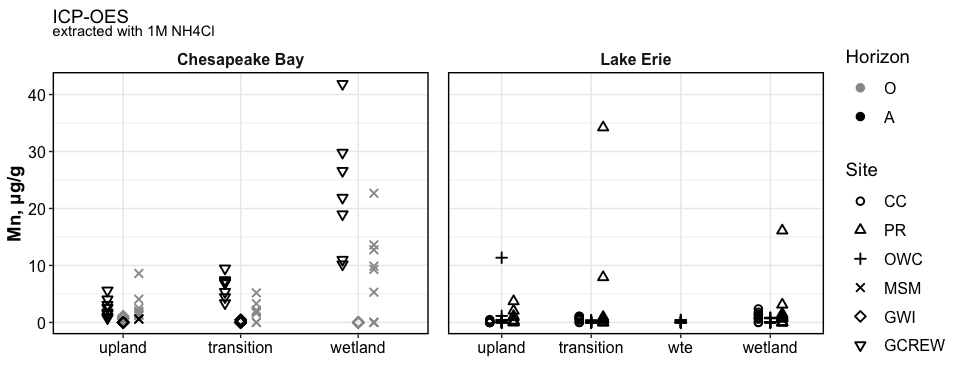 ICP-OES
extracted with 1M NH4Cl
Chesapeake Bay
Lake Erie
Mn, µg/g
40
30
20
10
0
upland
transition
wetland
upland
transition
wte
wetland
Horizon
O
A
Site
CC
PR
OWC
MSM
GWI
GCREW